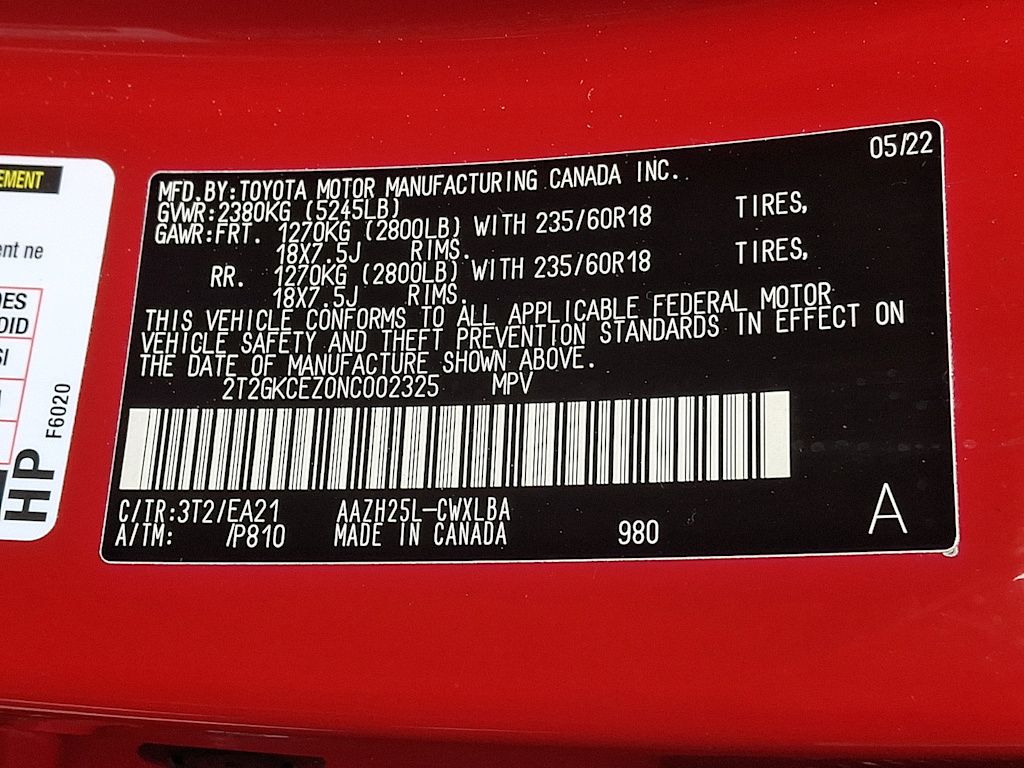 EMENT
ent ne
DES
OID
SI
F6020
HP
05/22
MFD.BY:TOYOTA MOTOR MANUFACTURING CANADA INC.
GVWR:2380KG (5245LB)
GAWR:FRT. 1270KG (2800LB) WITH 235/60R18 TIRES,
18X7.5J RIMS.
RR. 1270KG (2800LB) WITH 235/60R18 TIRES,
18X7.5J RIMS.
THIS VEHICLE CONFORMS TO ALL APPLICABLE FEDERAL MOTOR
VEHICLE SAFETY AND THEFT PREVENTION STANDARDS IN EFFECT ON
THE DATE OF MANUFACTURE SHOWN ABOVE.
2T2GKCEZ0NC002325 MPV
C/TR:3T2/EA21 AAZH25L-CWXLBA
A/TM: /P810 MADE IN CANADA 980 A